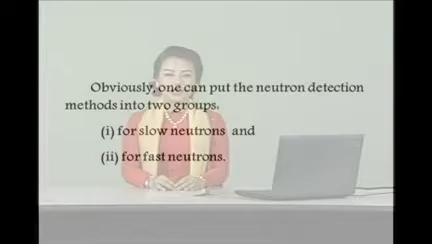 Obviously, one can put the neutron detection
methods into two groups.
(i) for slow neutrons and
(ii) for fast neutrons.